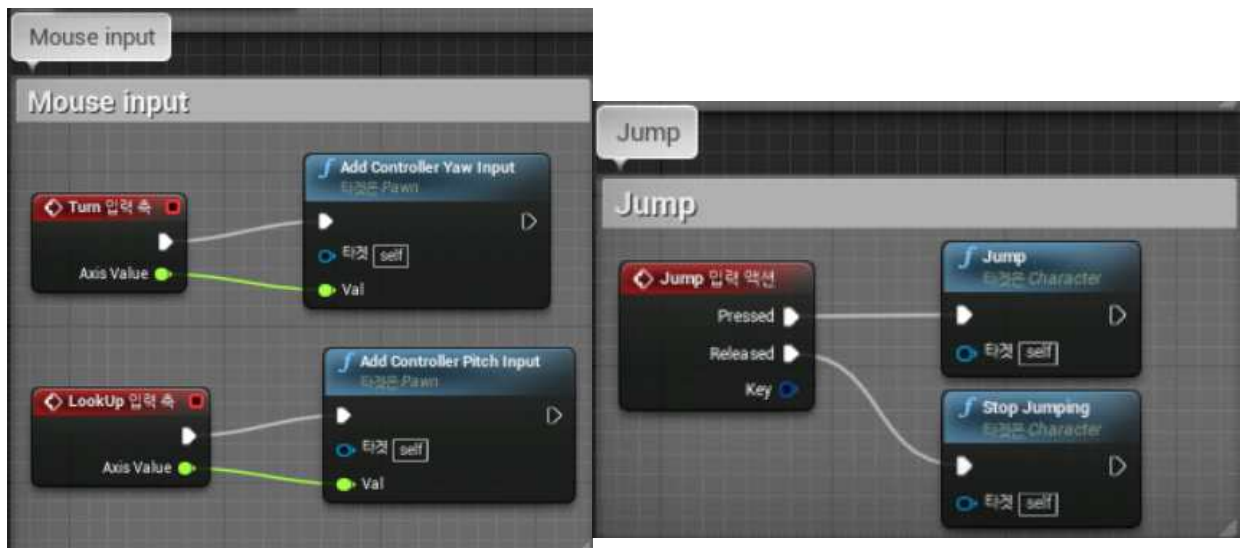 Mouse input
Mouse input
Add Controller Yaw Input
타겟은 Pawn
Turn 입력 축
타겟 self
Axis Value
Val
Add Controller Pitch Input
타겟은 Pawn
LookUp 입력 축
타겟 self
Axis Value
Val
Jump
Jump
Jump
타겟은 Character
Jump 입력 액션
Pressed
Released
타겟 self
Key
Stop Jumping
타겟은 Character
타겟 self